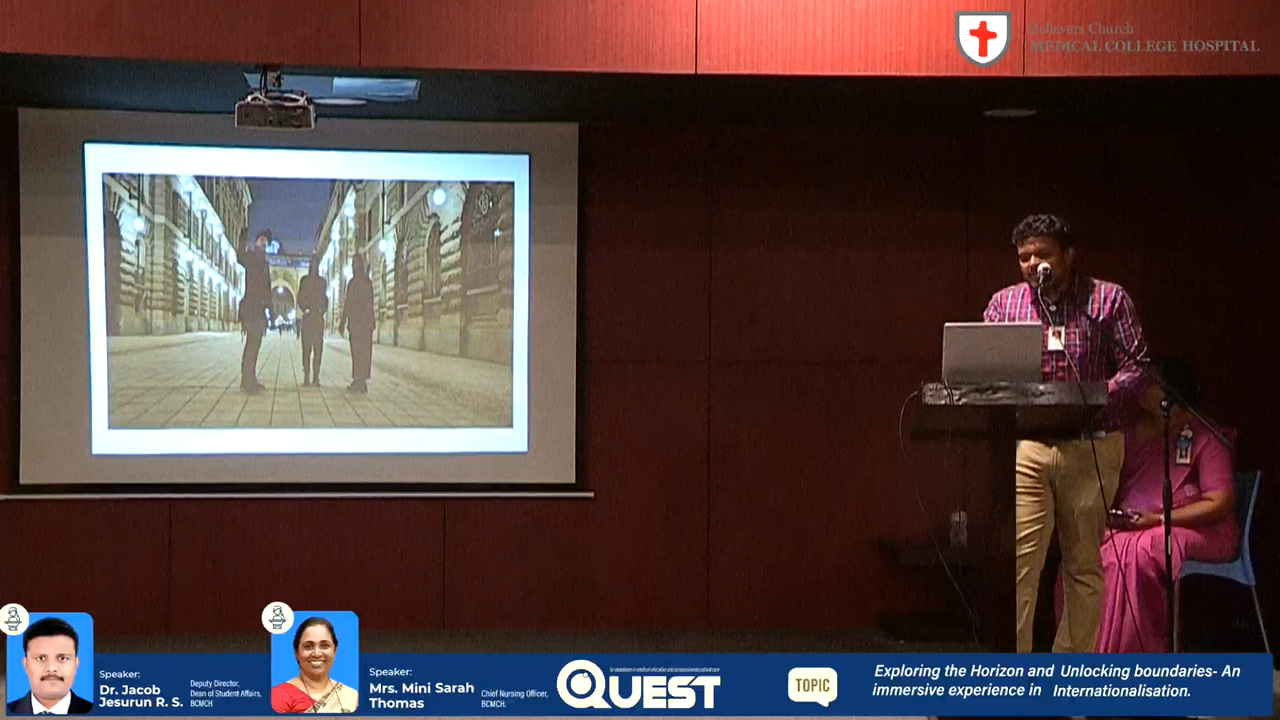 Believers Church
MEDICAL COLLEGE HOSPITAL
Speaker:
Dr. Jacob
Jesurun R. S.
Deputy Director,
Dean of Student Affairs,
BCMCH
Speaker:
Mrs. Mini Sarah
Thomas
Chief Nursing Officer,
BCMCH.
QUEST
TOPIC
Exploring the Horizon and Unlocking boundaries- An
immersive experience in Internationalisation.